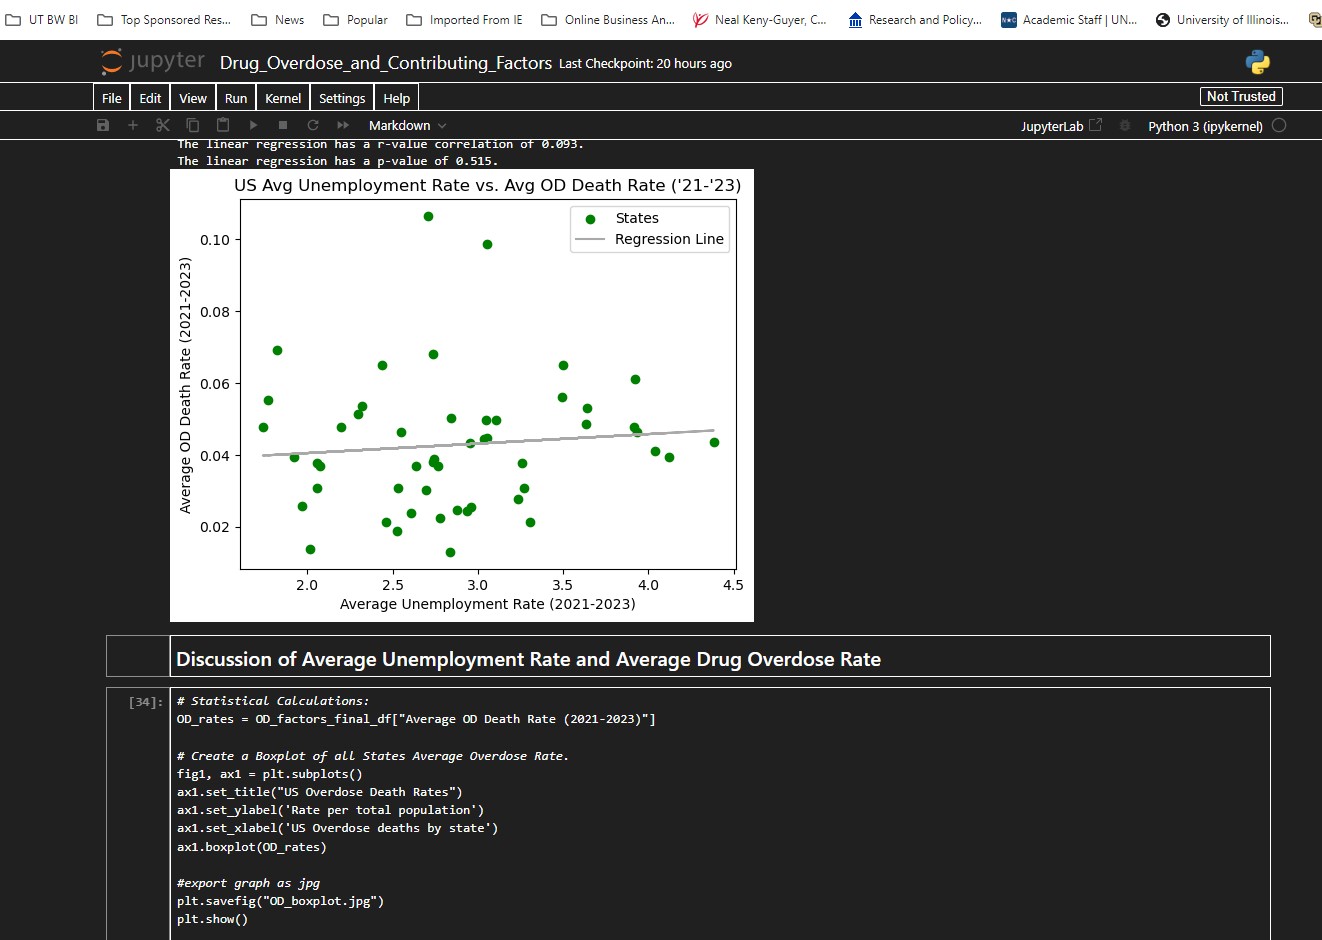 UT BW BI Top Sponsored Res... News Popular Imported From IE Online Business An... Neal Keny-Guyer, C... Research and Policy... Academic Staff | UN... University of Illinois...
jupyter Drug_Overdose_and_Contributing_Factors Last Checkpoint: 20 hours ago
File Edit View Run Kernel Settings Help Not Trusted
Markdown JupyterLab Python 3 (ipykernel)
The linear regression has a r-value correlation of 0.093.
The linear regression has a p-value of 0.515.
US Avg Unemployment Rate vs. Avg OD Death Rate ('21-'23)
States
Regression Line
Average OD Death Rate (2021-2023)
0.10
0.08
0.06
0.04
0.02
2.0 2.5 3.0 3.5 4.0 4.5
Average Unemployment Rate (2021-2023)
Discussion of Average Unemployment Rate and Average Drug Overdose Rate
[34]: # Statistical Calculations:
OD_rates = OD_factors_final_df["Average OD Death Rate (2021-2023)"]
# Create a Boxplot of all States Average Overdose Rate.
fig1, ax1 = plt.subplots()
ax1.set_title("US Overdose Death Rates")
ax1.set_ylabel('Rate per total population')
ax1.set_xlabel('US Overdose deaths by state')
ax1.boxplot(OD_rates)
#export graph as jpg
plt.savefig("OD_boxplot.jpg")
plt.show()